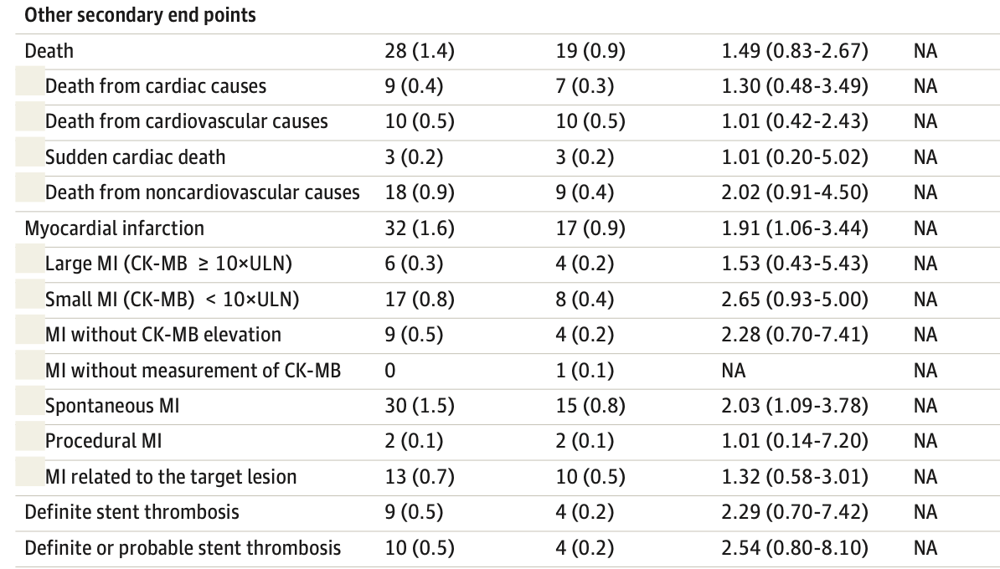 Other secondary end points
Death 28 (1.4) 19 (0.9) 1.49 (0.83-2.67) NA
Death from cardiac causes 9 (0.4) 7 (0.3) 1.30 (0.48-3.49) NA
Death from cardiovascular causes 10 (0.5) 10 (0.5) 1.01 (0.42-2.43) NA
Sudden cardiac death 3 (0.2) 3 (0.2) 1.01 (0.20-5.02) NA
Death from noncardiovascular causes 18 (0.9) 9 (0.4) 2.02 (0.91-4.50) NA
Myocardial infarction 32 (1.6) 17 (0.9) 1.91 (1.06-3.44) NA
Large MI (CK-MB ≥ 10×ULN) 6 (0.3) 4 (0.2) 1.53 (0.43-5.43) NA
Small MI (CK-MB) < 10×ULN) 17 (0.8) 8 (0.4) 2.65 (0.93-5.00) NA
MI without CK-MB elevation 9 (0.5) 4 (0.2) 2.28 (0.70-7.41) NA
MI without measurement of CK-MB 0 1 (0.1) NA NA
Spontaneous MI 30 (1.5) 15 (0.8) 2.03 (1.09-3.78) NA
Procedural MI 2 (0.1) 2 (0.1) 1.01 (0.14-7.20) NA
MI related to the target lesion 13 (0.7) 10 (0.5) 1.32 (0.58-3.01) NA
Definite stent thrombosis 9 (0.5) 4 (0.2) 2.29 (0.70-7.42) NA
Definite or probable stent thrombosis 10 (0.5) 4 (0.2) 2.54 (0.80-8.10) NA